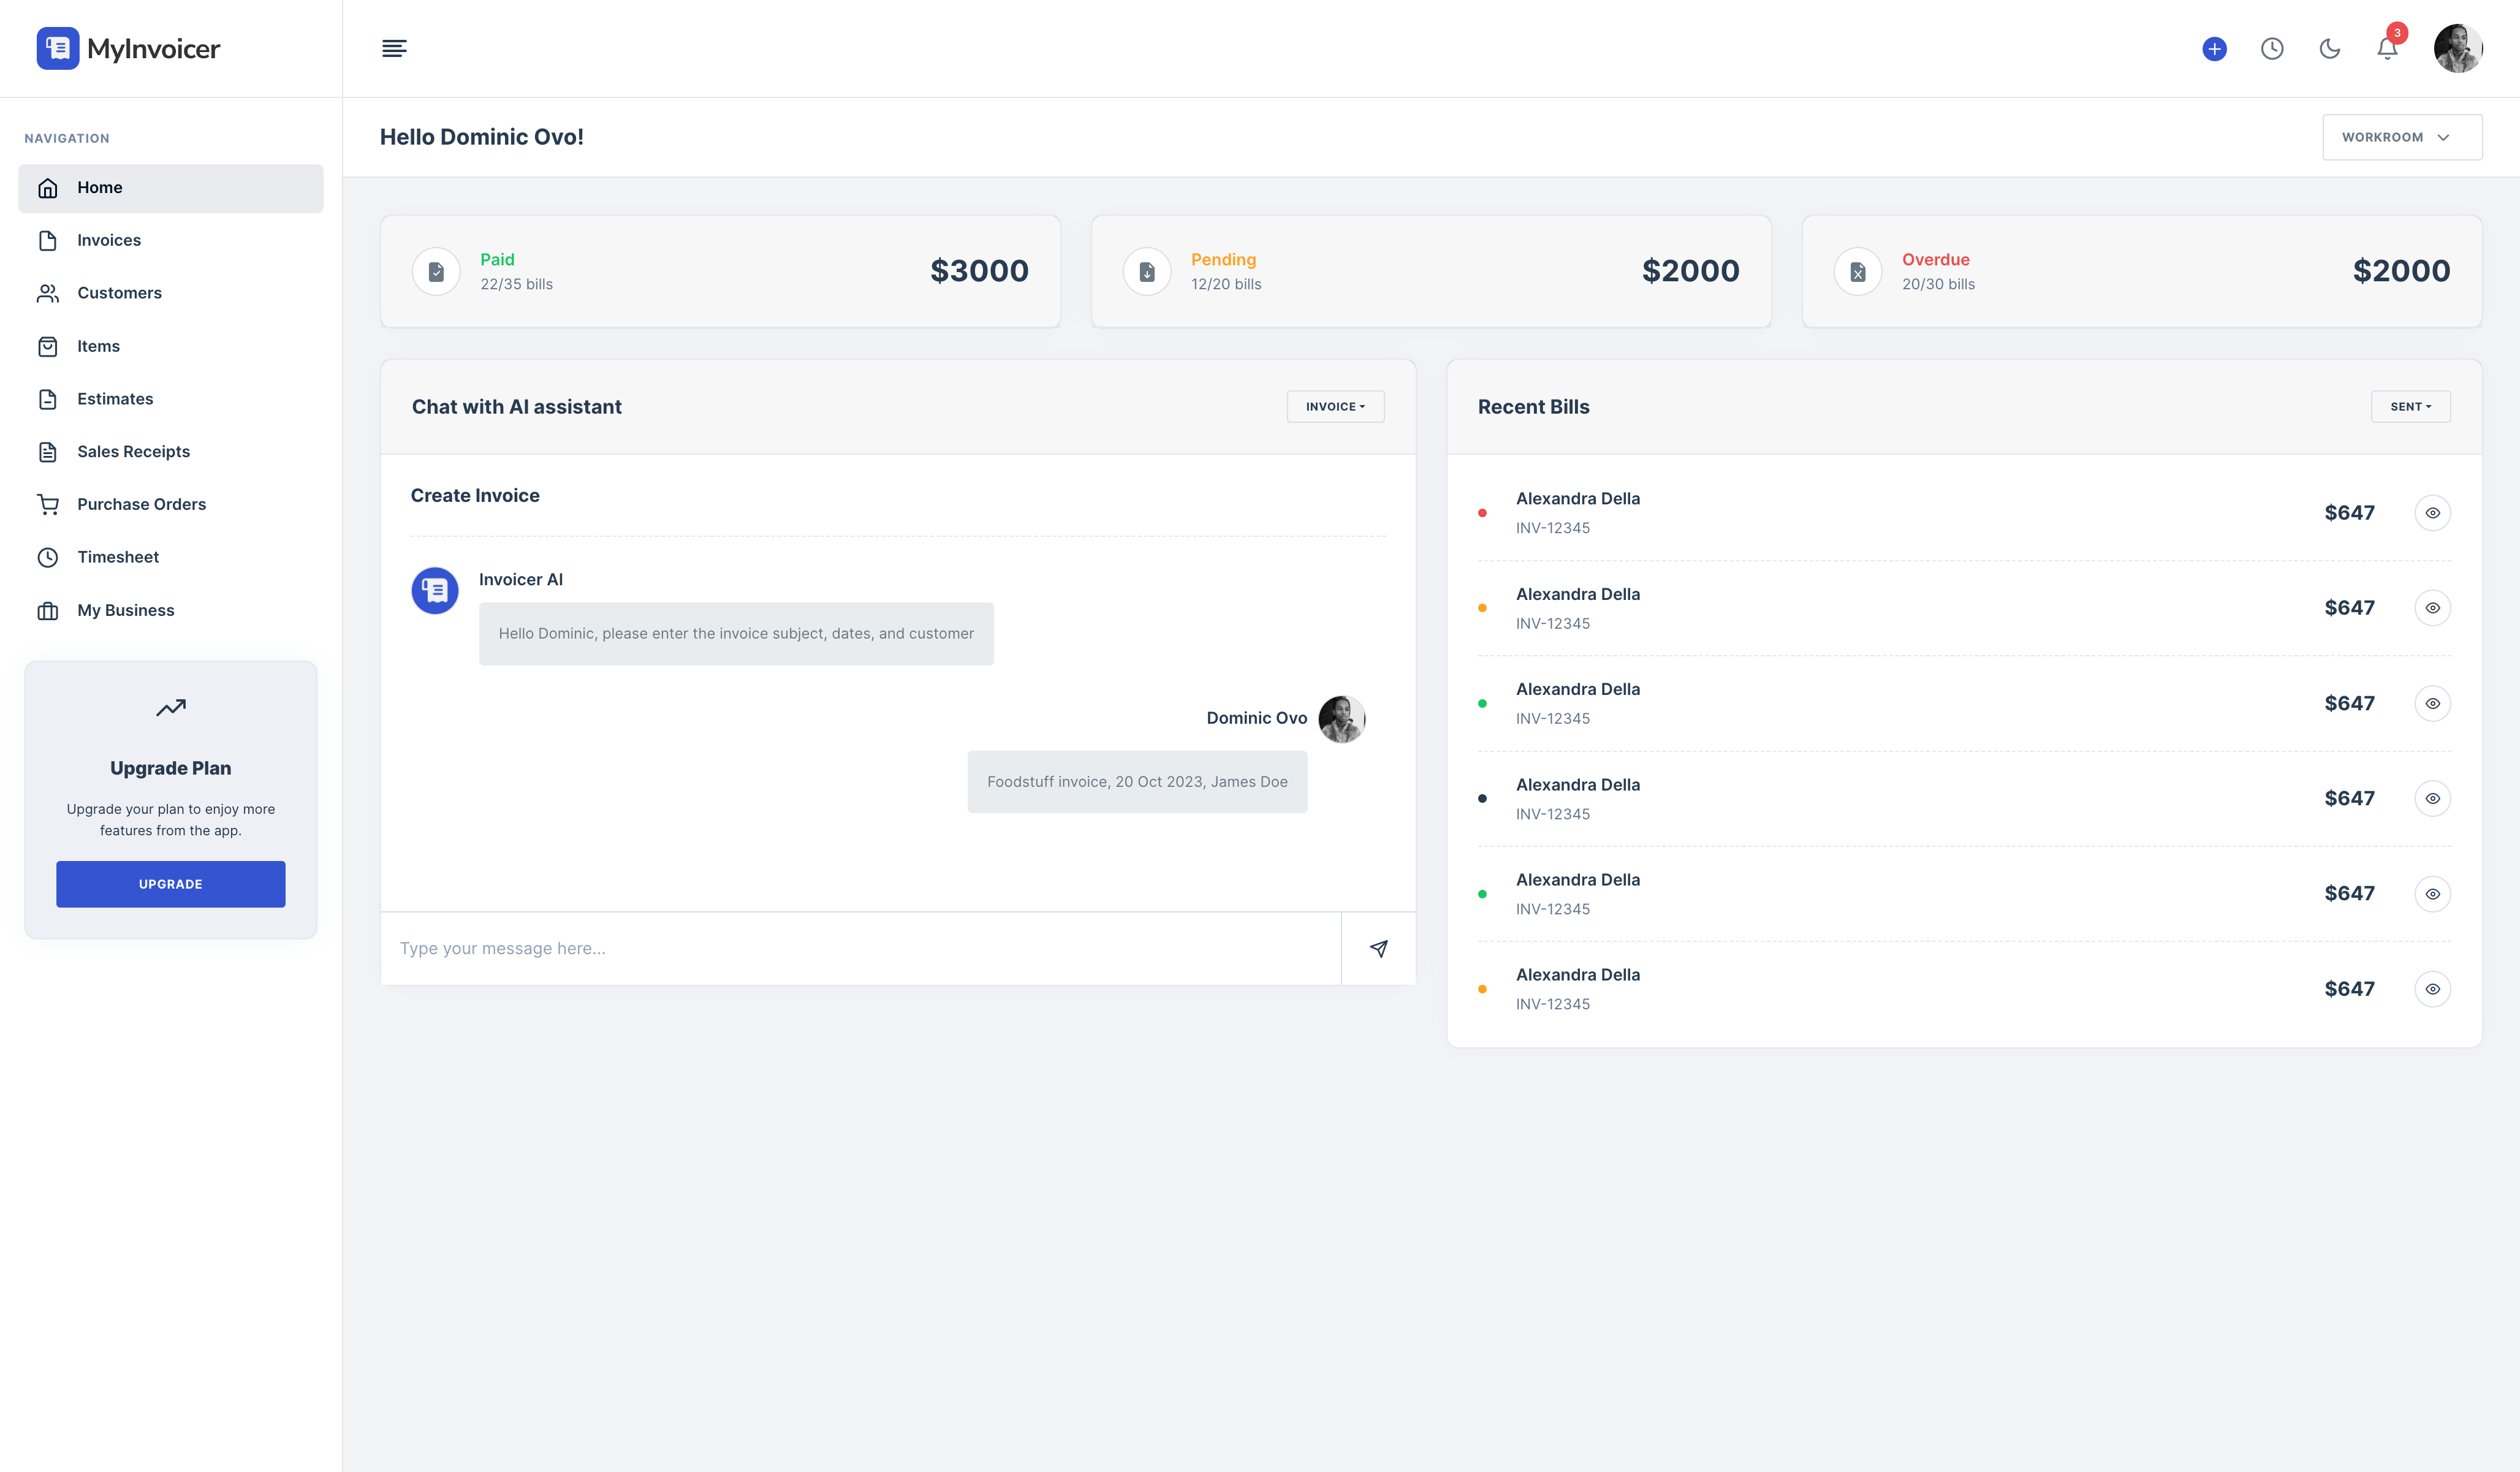 MyInvoicer
3
NAVIGATION
Home
Invoices
Customers
Items
Estimates
Sales Receipts
Purchase Orders
Timesheet
My Business
Upgrade Plan
Upgrade your plan to enjoy more
features from the app.
UPGRADE
Hello Dominic Ovo!
WORKROOM
Paid
22/35 bills
$3000
Pending
12/20 bills
$2000
Overdue
20/30 bills
$2000
Chat with AI assistant
INVOICE
Create Invoice
Invoicer AI
Hello Dominic, please enter the invoice subject, dates, and customer
Dominic Ovo
Foodstuff invoice, 20 Oct 2023, James Doe
Type your message here...
Recent Bills
SENT
Alexandra Della
INV-12345
$647
Alexandra Della
INV-12345
$647
Alexandra Della
INV-12345
$647
Alexandra Della
INV-12345
$647
Alexandra Della
INV-12345
$647
Alexandra Della
INV-12345
$647